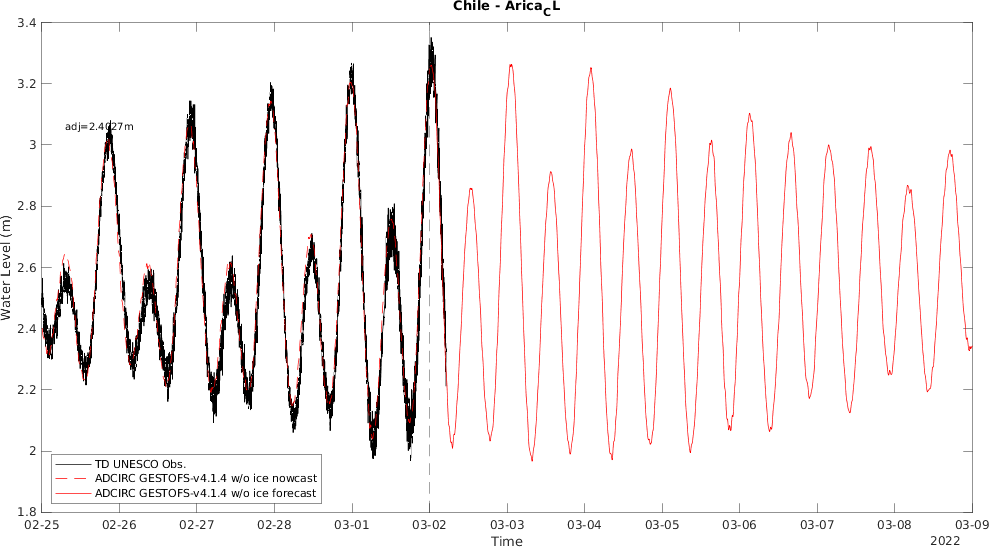 Chile - AricaCL
3.4
3.2
3
2.8
2.6
2.4
2.2
2
1.8
Water Level (m)
adj=2.4027m
TD UNESCO Obs.
ADCIRC GESTOFS-v4.1.4 w/o ice nowcast
ADCIRC GESTOFS-v4.1.4 w/o ice forecast
02-25 02-26 02-27 02-28 03-01 03-02 03-03 03-04 03-05 03-06 03-07 03-08 03-09
Time
2022